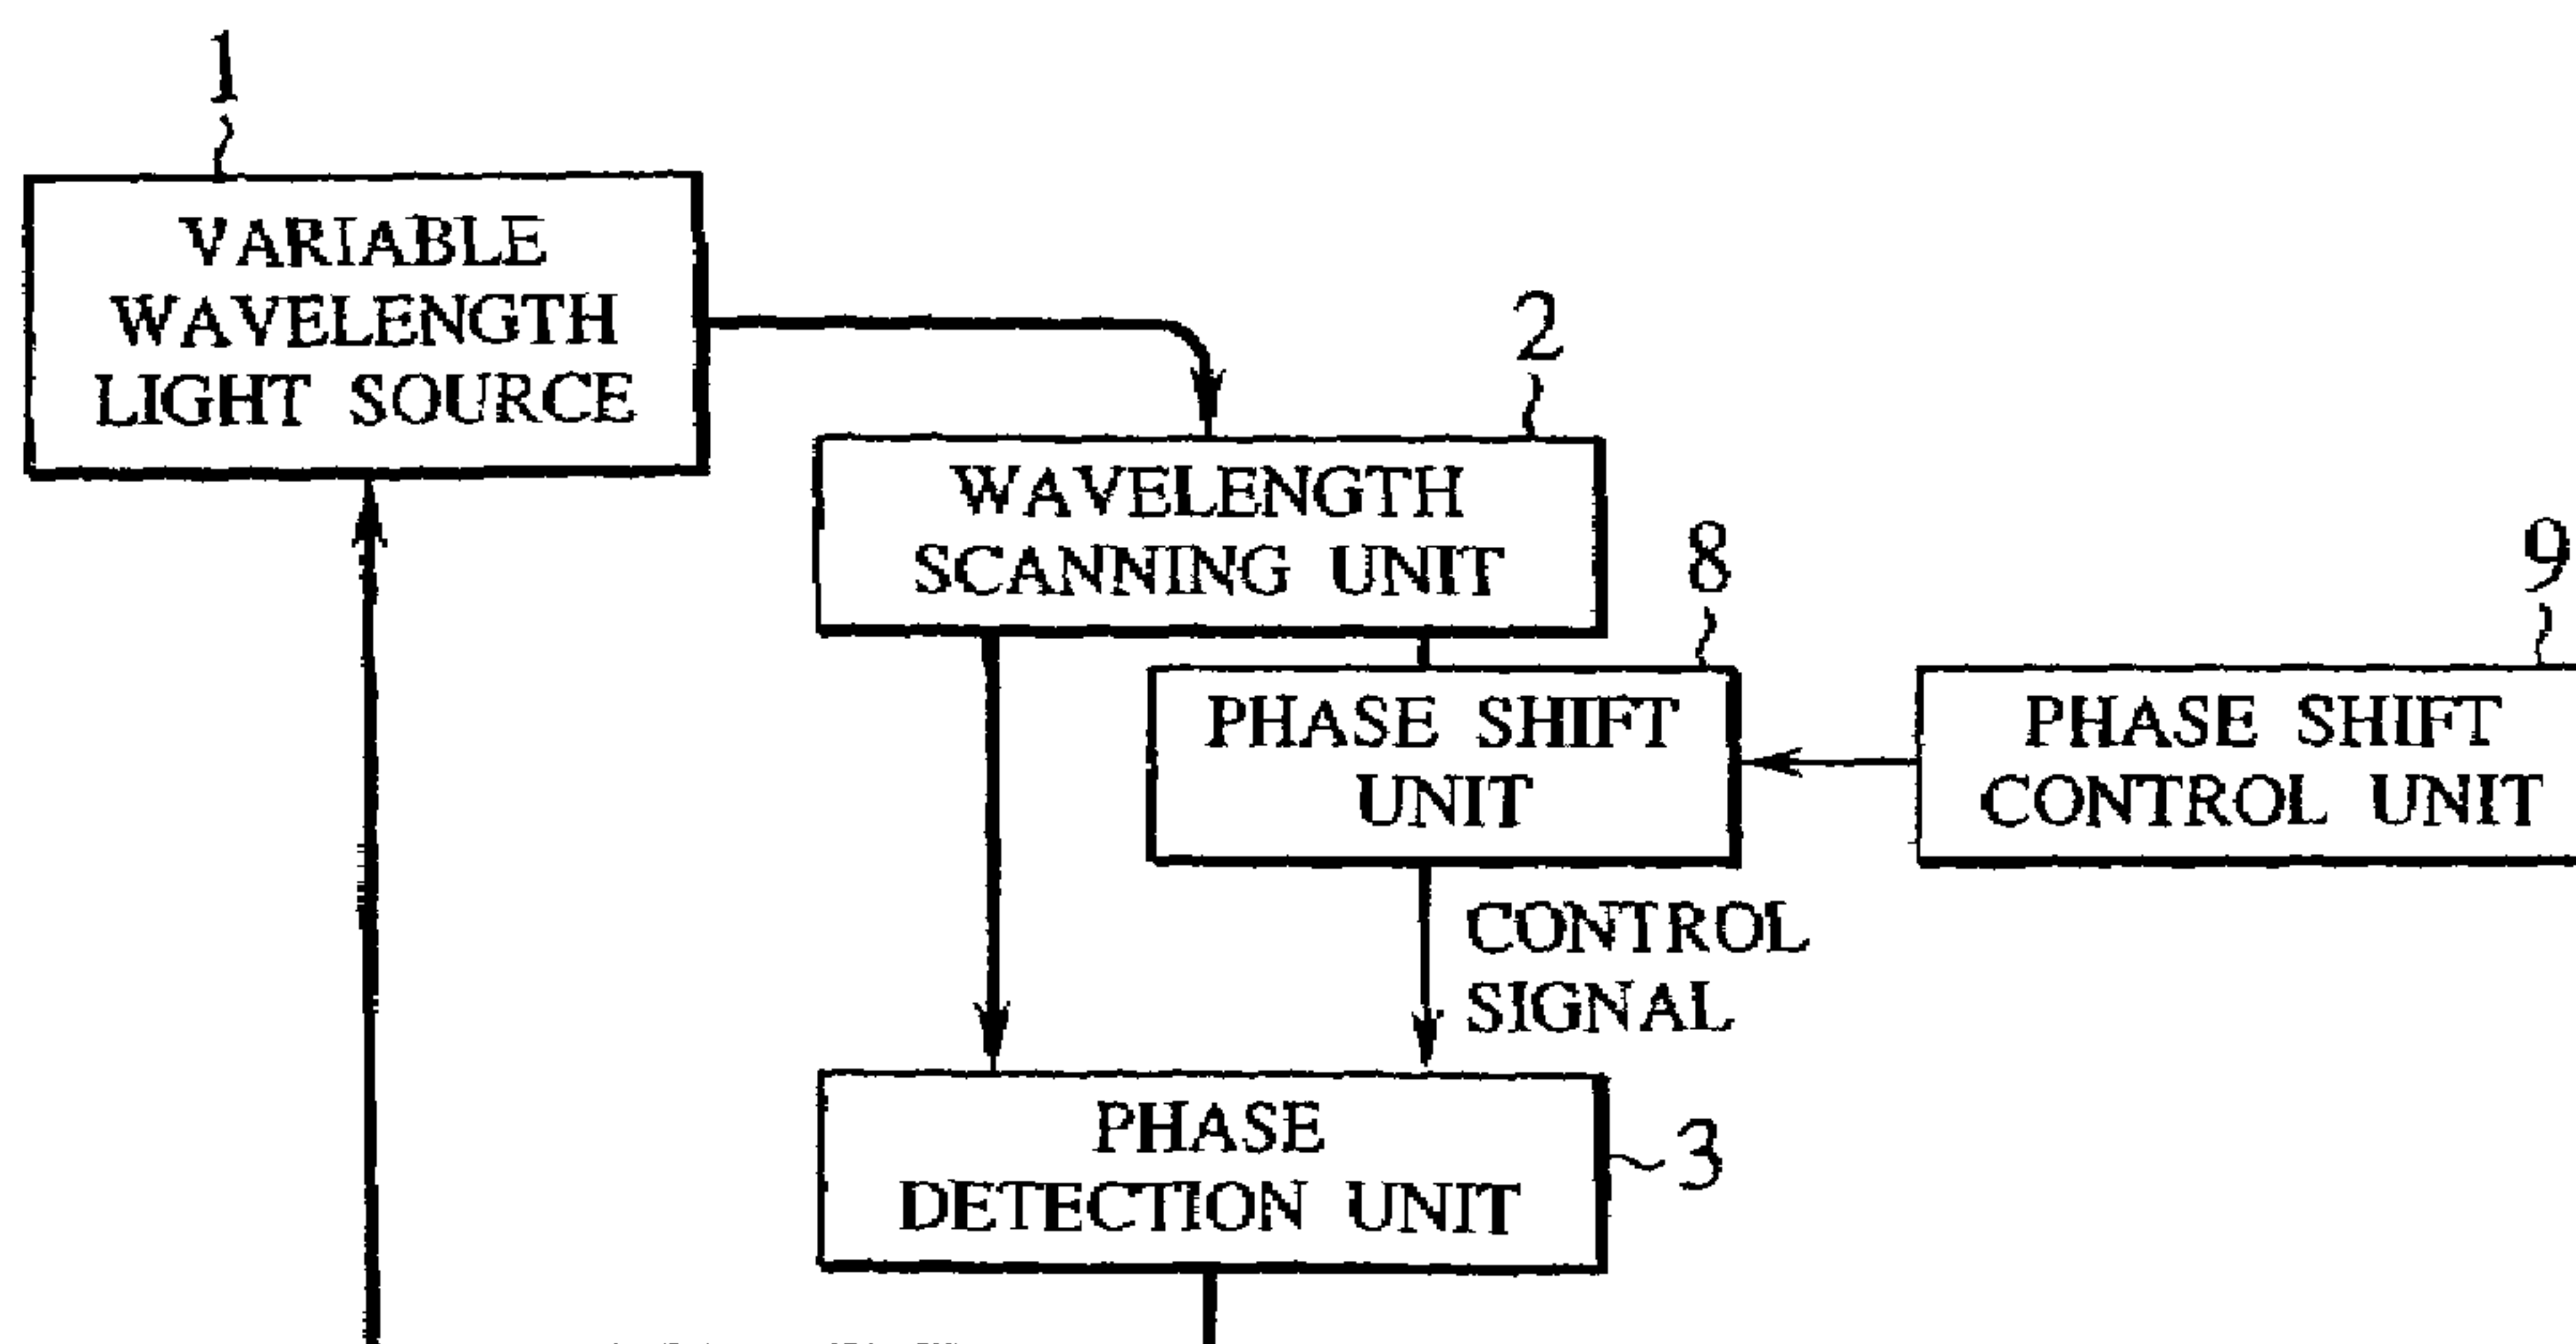 1
VARIABLE
WAVELENGTH
LIGHT SOURCE
2
WAVELENGTH
SCANNING UNIT
8
PHASE SHIFT
UNIT
9
PHASE SHIFT
CONTROL UNIT
CONTROL
SIGNAL
PHASE
DETECTION UNIT
3